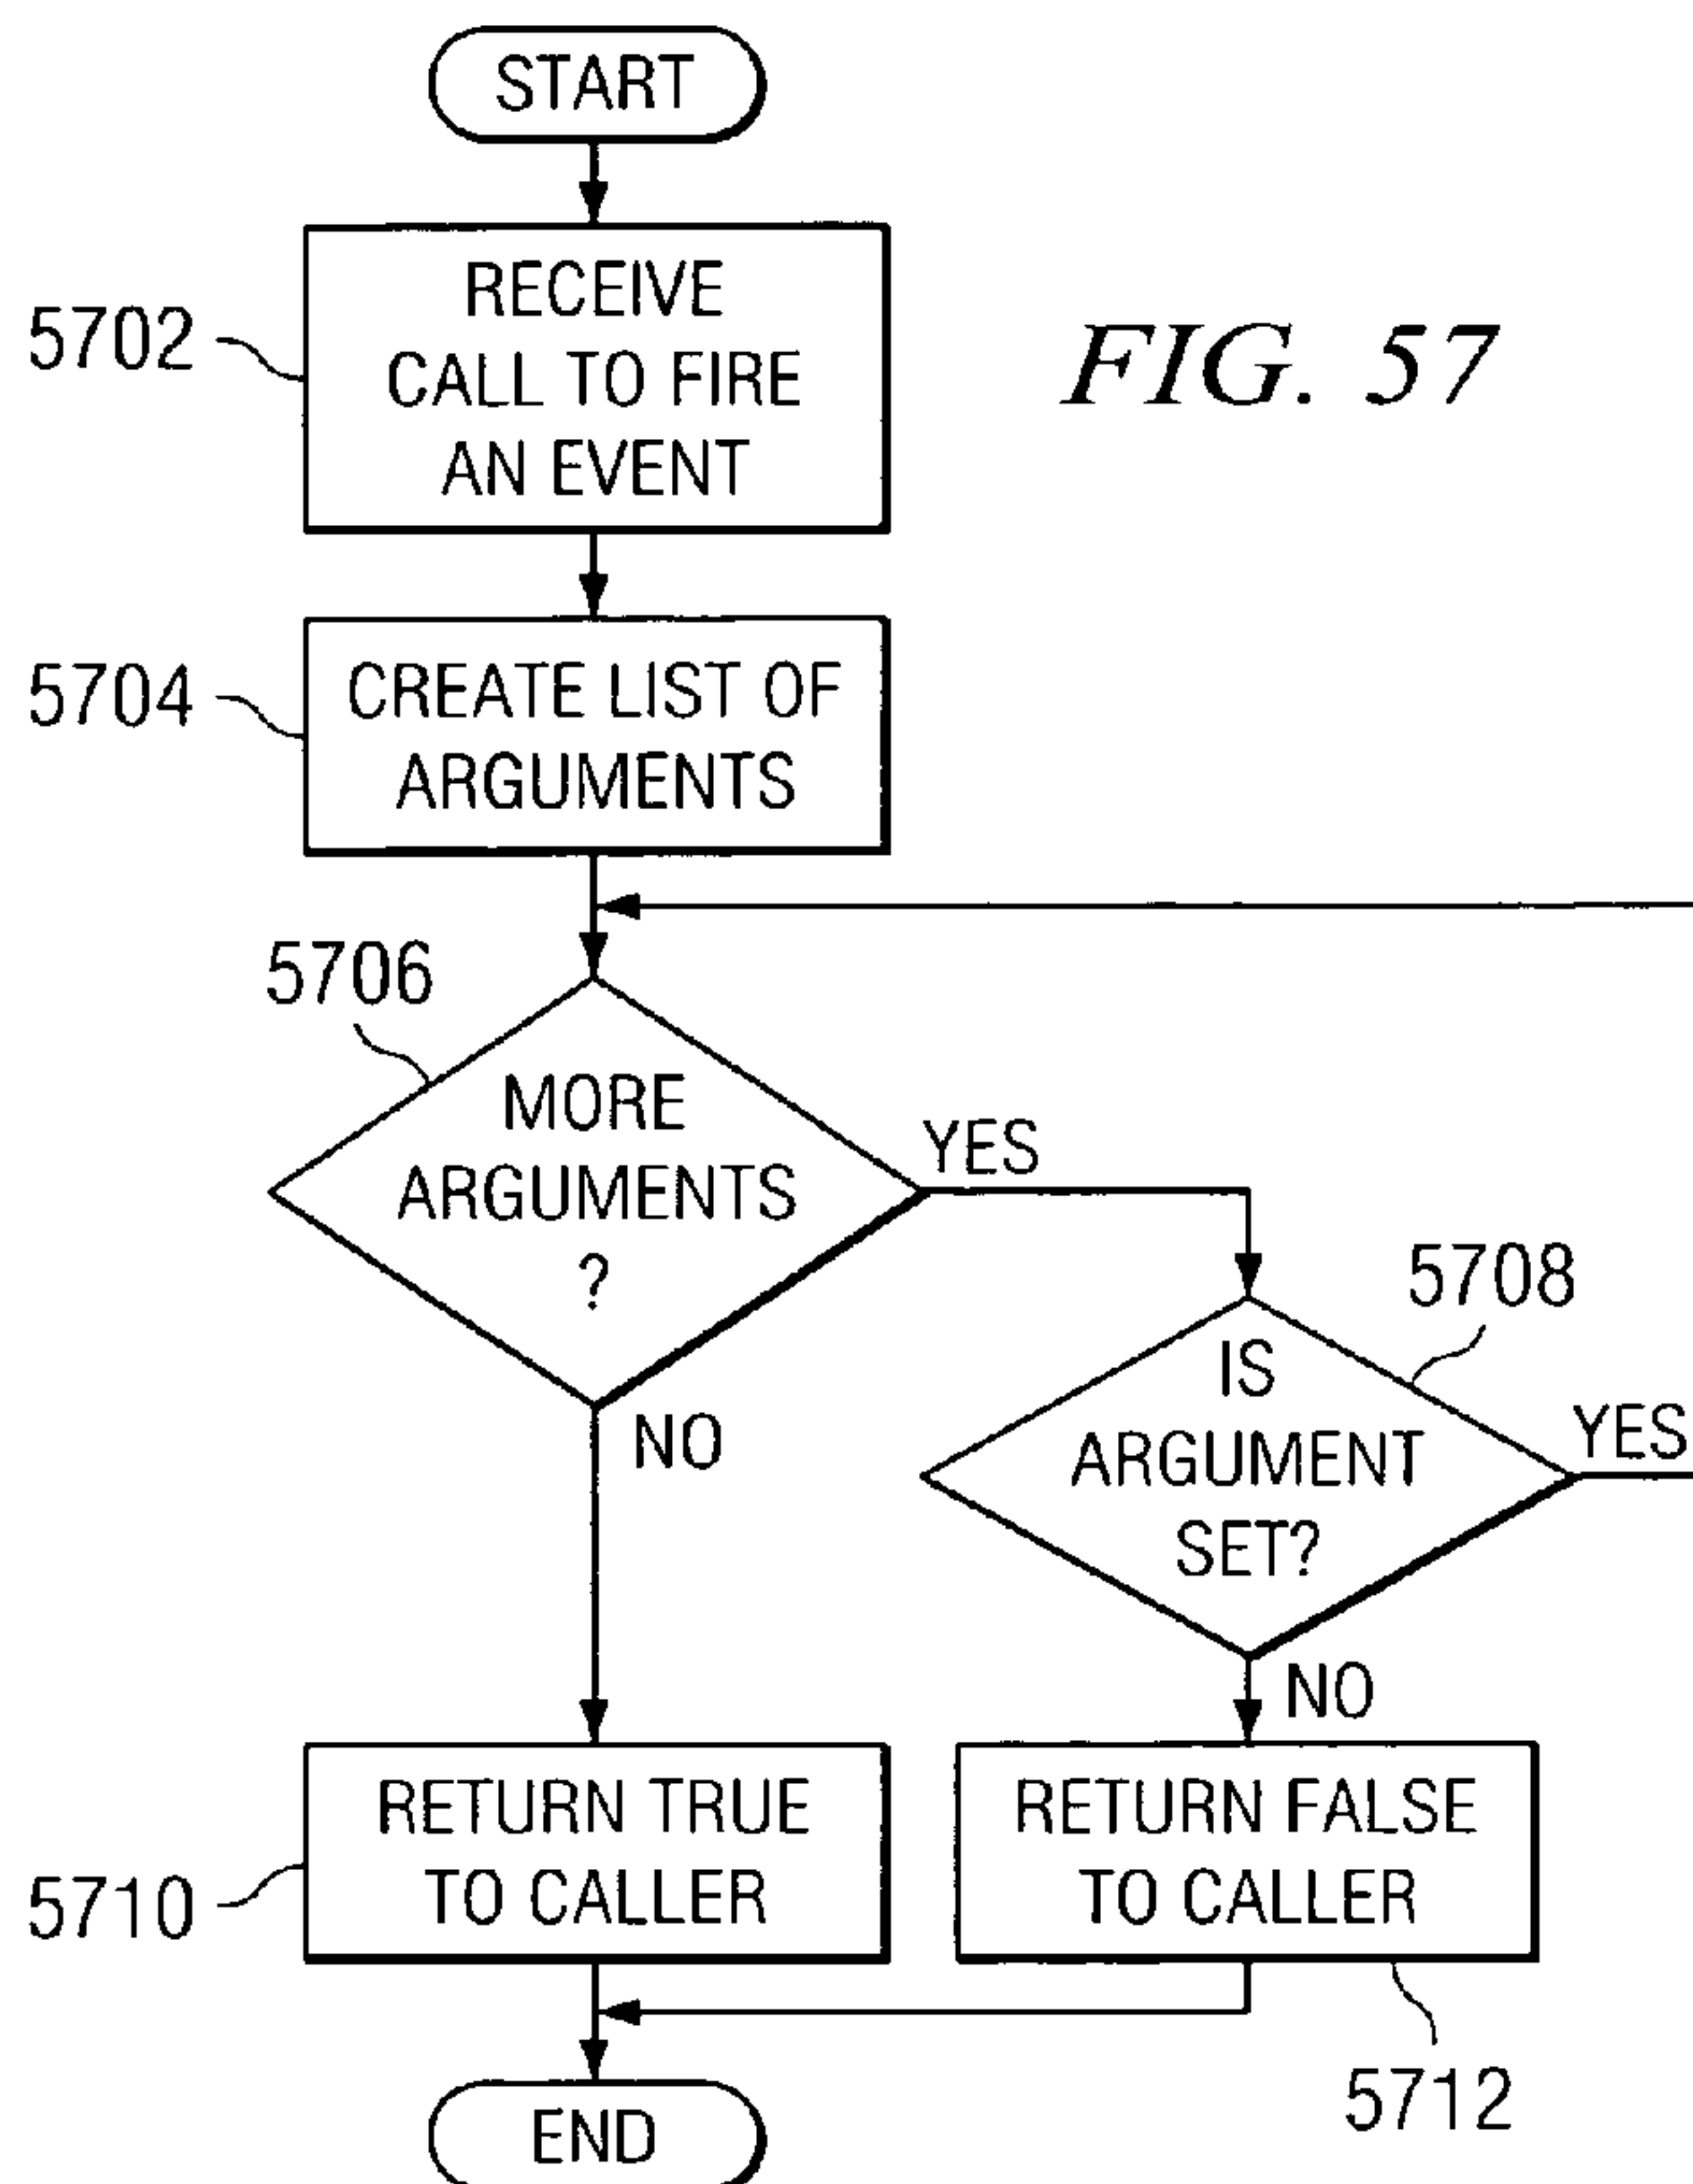 START
RECEIVE
CALL TO FIRE
AN EVENT
5702
FIG. 57
CREATE LIST OF
ARGUMENTS
5704
5706
MORE
ARGUMENTS
?
YES
NO
5708
IS
ARGUMENT
SET?
YES
NO
RETURN TRUE
TO CALLER
5710
RETURN FALSE
TO CALLER
5712
END